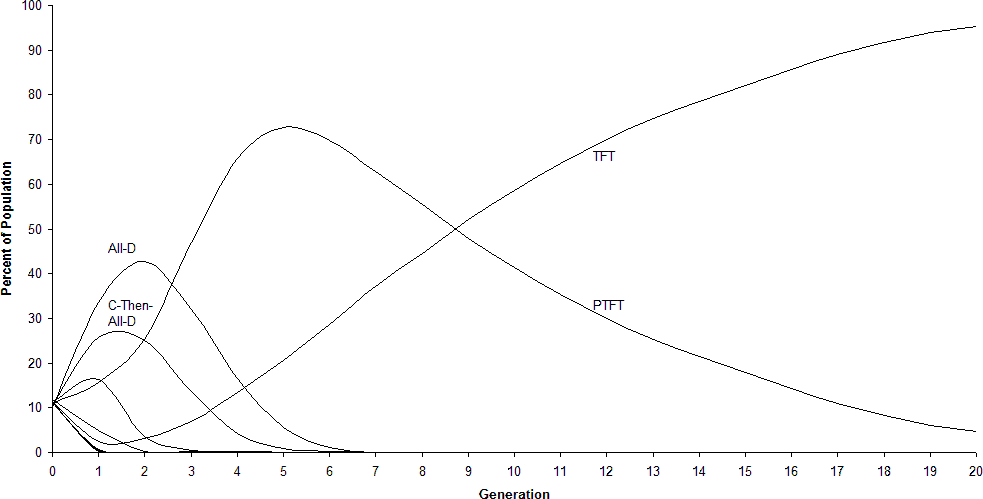 100
90
80
70
60
50
40
30
20
10
0
Percent of Population
All-D
C-Then-
All-D
TFT
PTFT
0 1 2 3 4 5 6 7 8 9 10 11 12 13 14 15 16 17 18 19 20
Generation